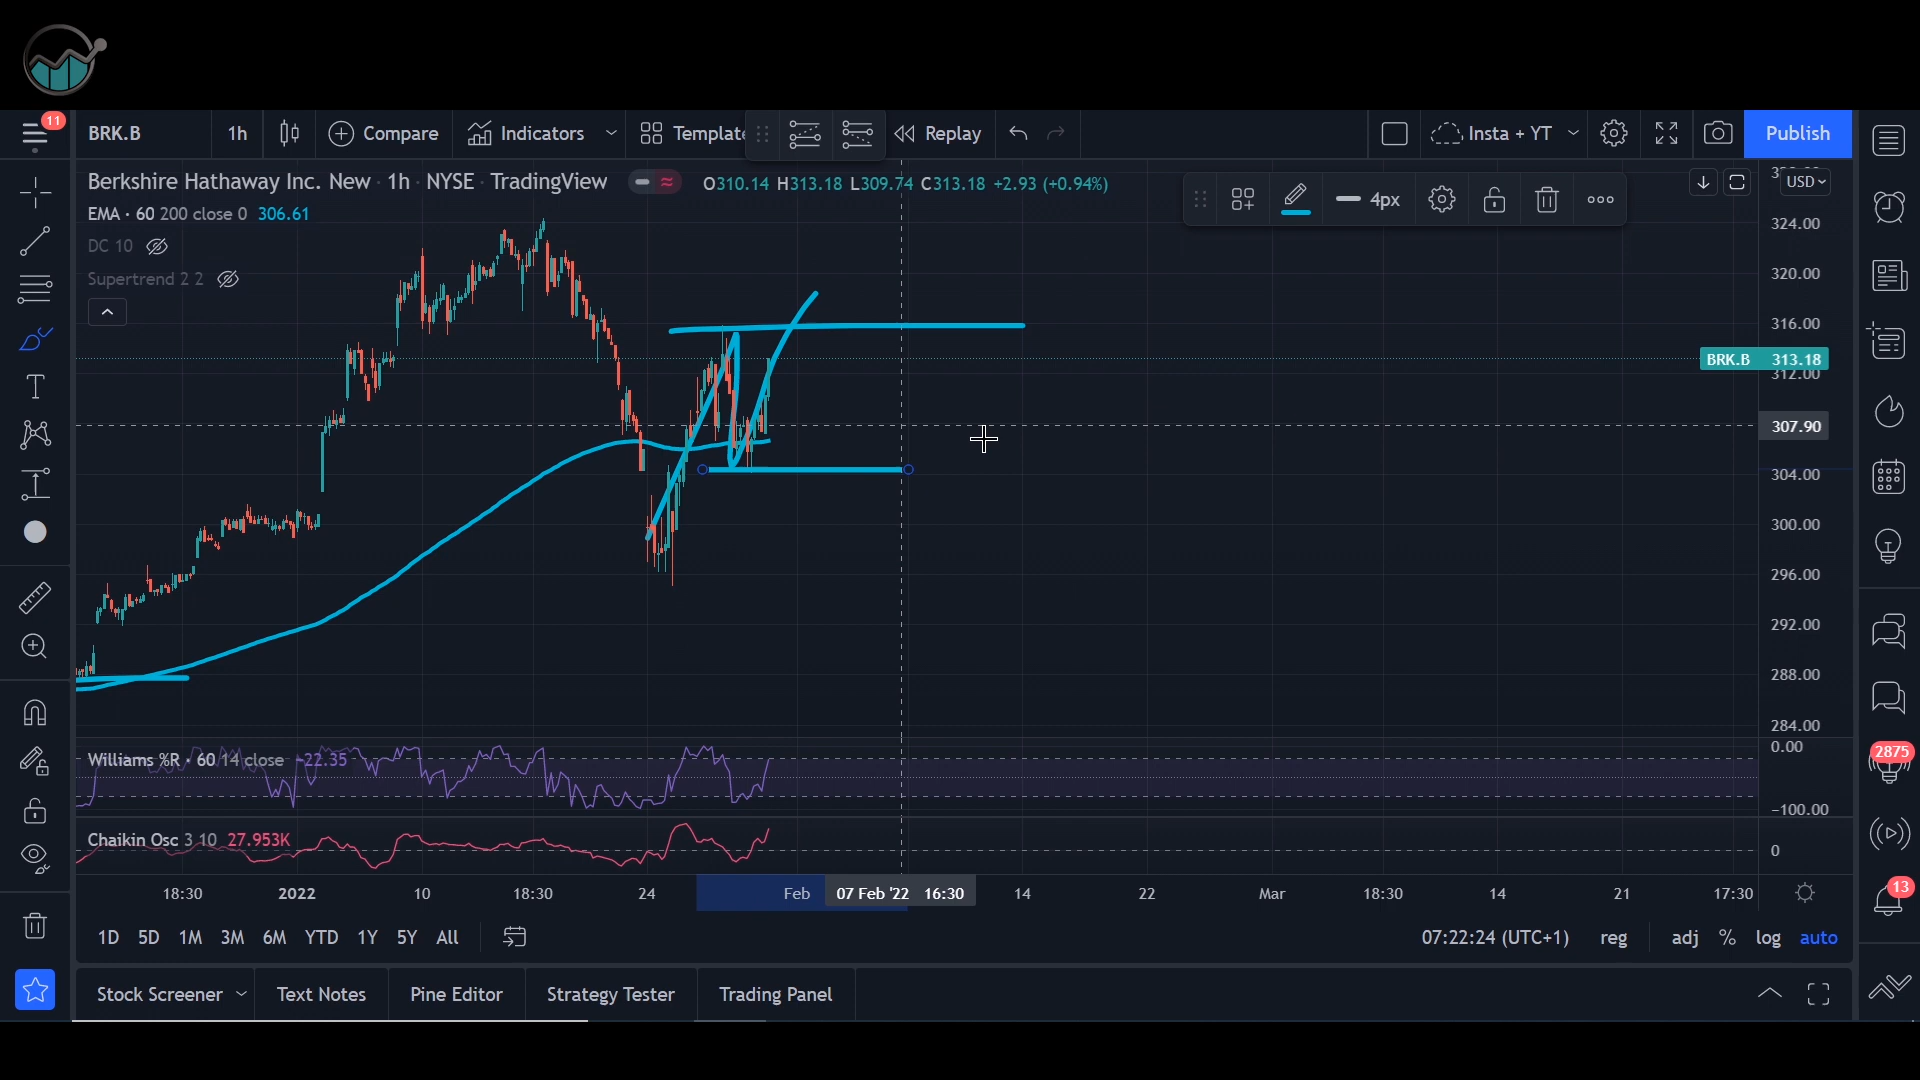 11
BRK.B 1h Compare Indicators Templat Replay Insta + YT Publish
Berkshire Hathaway Inc. New · 1h · NYSE · TradingView O310.14 H313.18 L309.74 C313.18 +2.93 (+0.94%)
USD
4px
EMA · 60 200 close 0 306.61
DC 10
Supertrend 2 2
324.00
320.00
316.00
BRK.B 313.18
312.00
307.90
304.00
300.00
296.00
292.00
288.00
284.00
Williams %R · 60 14 close -22.35
0.00
-100.00
2875
Chaikin Osc 3 10 27.953K
0
18:30 2022 10 18:30 24 Feb 07 Feb '22 16:30 14 22 Mar 18:30 14 21 17:30
13
1D 5D 1M 3M 6M YTD 1Y 5Y All 07:22:24 (UTC+1) reg adj % log auto
Stock Screener Text Notes Pine Editor Strategy Tester Trading Panel